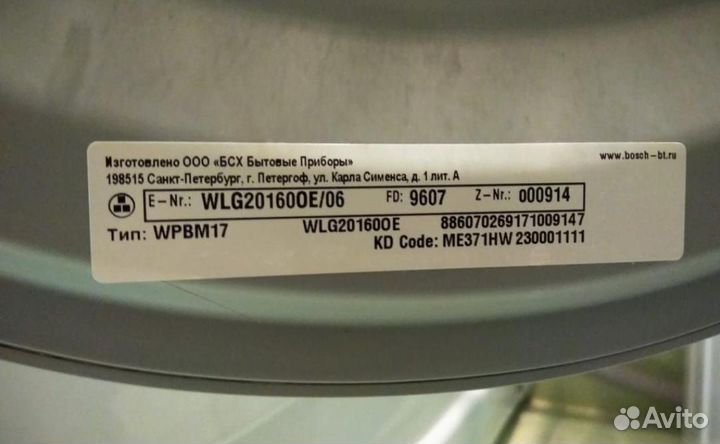 Изготовлено ООО «БСХ Бытовые Приборы» www.bosch-bt.ru
198515 Санкт-Петербург, г. Петергоф, ул. Карла Сименса, д. 1 лит. А
E-Nr.: WLG20160OE/06 FD: 9607 Z-Nr.: 000914
Тип: WPBM17 WLG20160OE 886070269171009147
KD Code: ME371HW 230001111
Avito